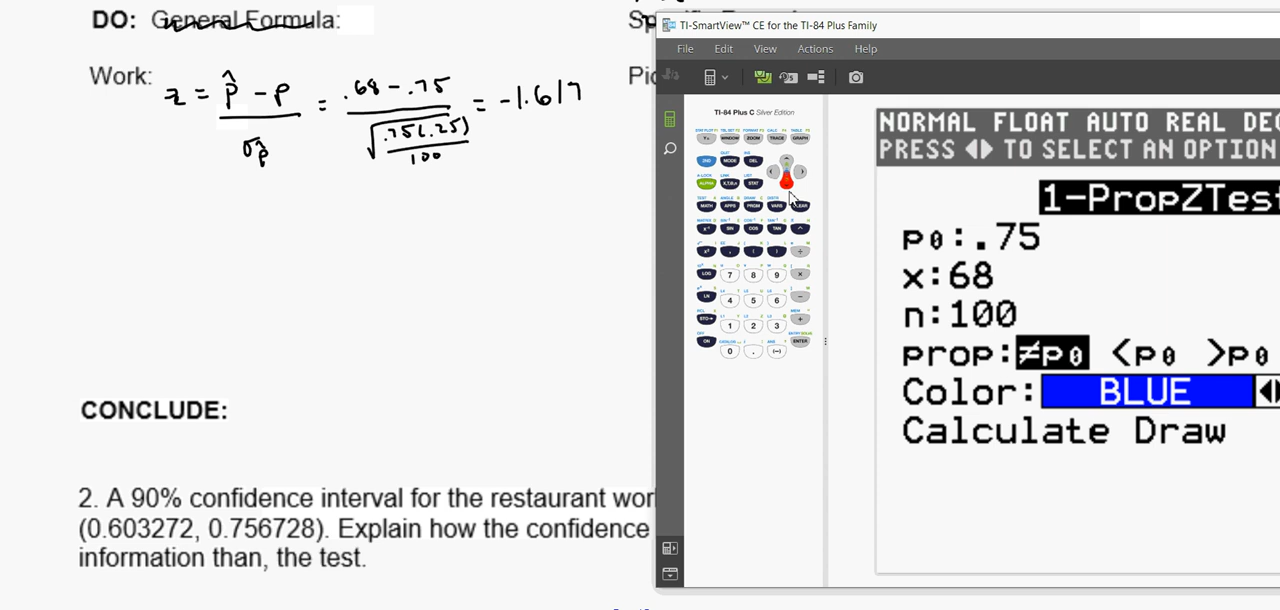 DO: General Formula:
Sp
Work:
Pic
z = p̂ - p / σp̂ = .68 - .75 / √(.75(.25) / 100) = -1.617
CONCLUDE:
2. A 90% confidence interval for the restaurant wor
(0.603272, 0.756728). Explain how the confidence
information than, the test.
TI-SmartView™ CE for the TI-84 Plus Family
File Edit View Actions Help
TI-84 Plus C Silver Edition
NORMAL FLOAT AUTO REAL DEG
PRESS ◀▶ TO SELECT AN OPTION
1-PropZTest
p0:.75
x:68
n:100
prop:≠p0 <p0 >p0
Color: BLUE
Calculate Draw